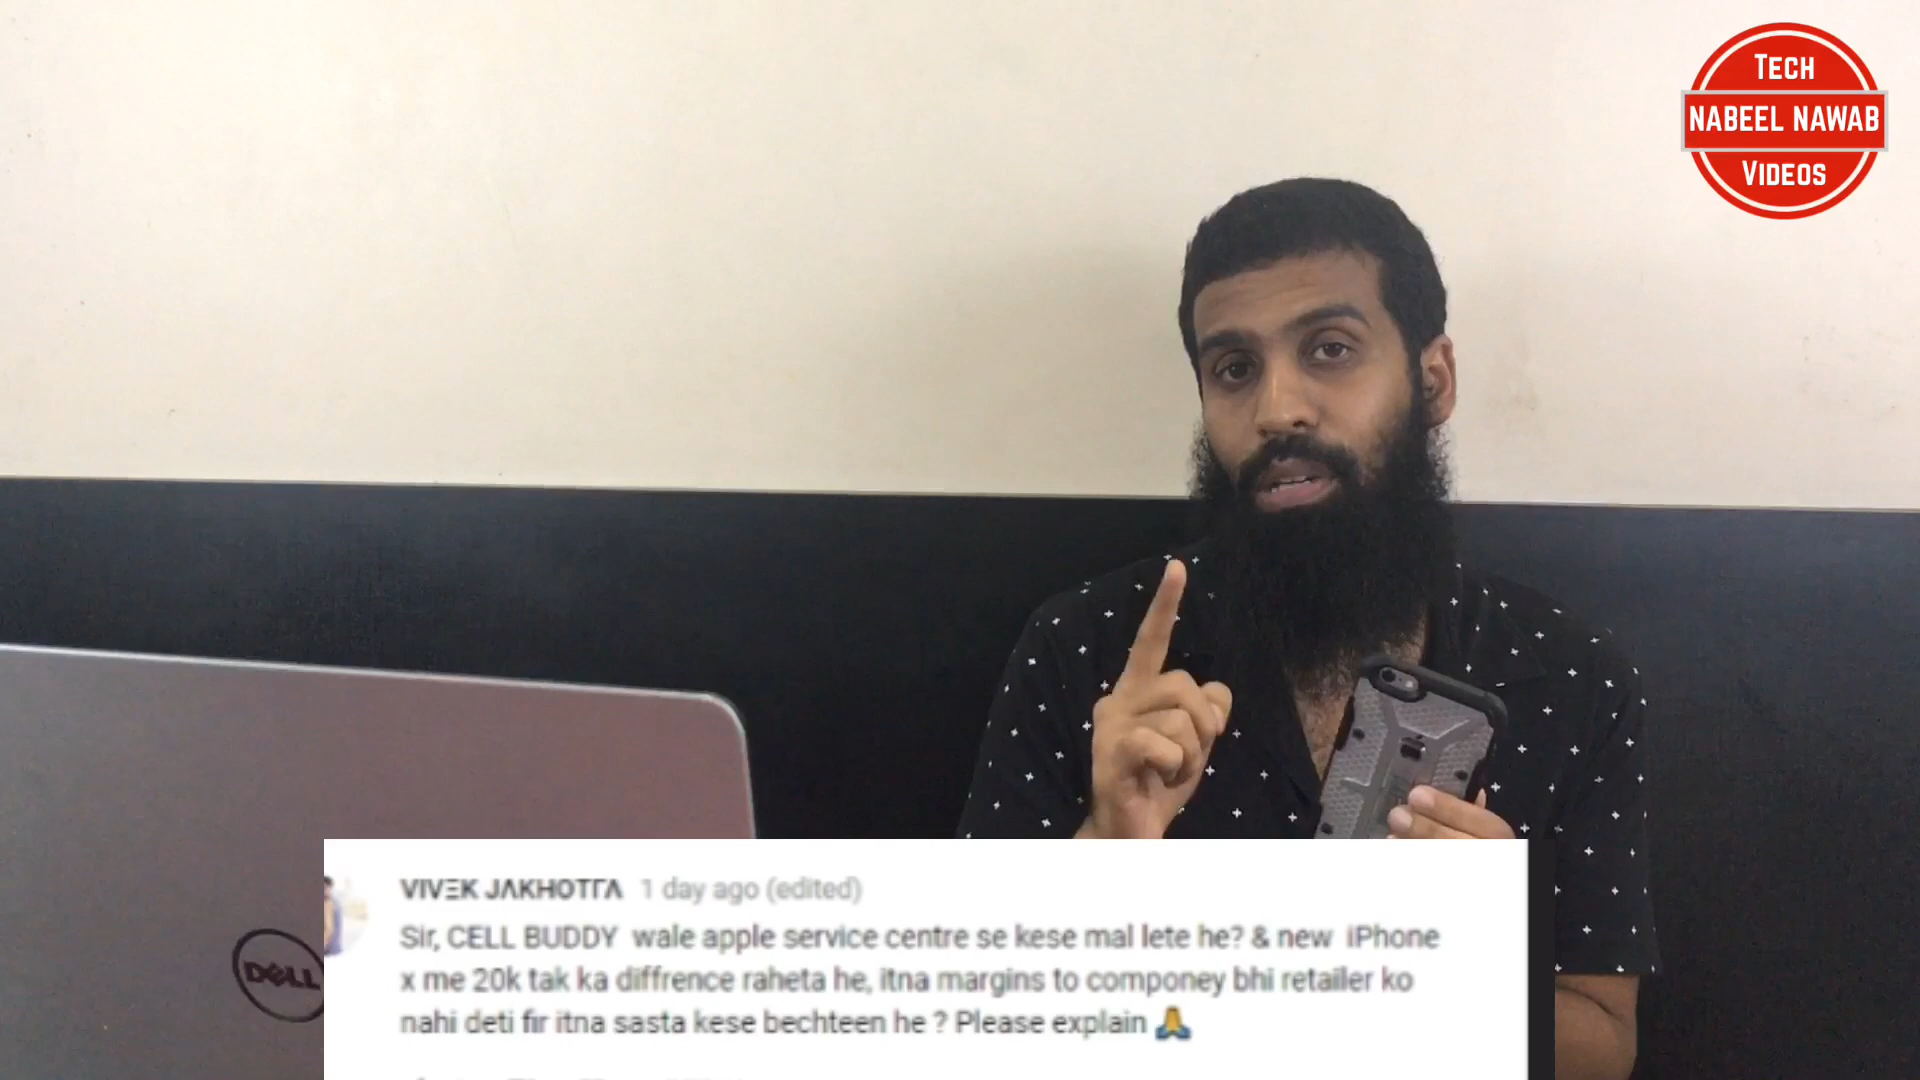 TECH
NABEEL NAWAB
VIDEOS
DELL
VIVΞK JΛKHOTΓΛ 1 day ago (edited)
Sir, CELL BUDDY wale apple service centre se kese mal lete he? & new iPhone
x me 20k tak ka diffrence raheta he, itna margins to componey bhi retailer ko
nahi deti fir itna sasta kese bechteen he ? Please explain 🙏